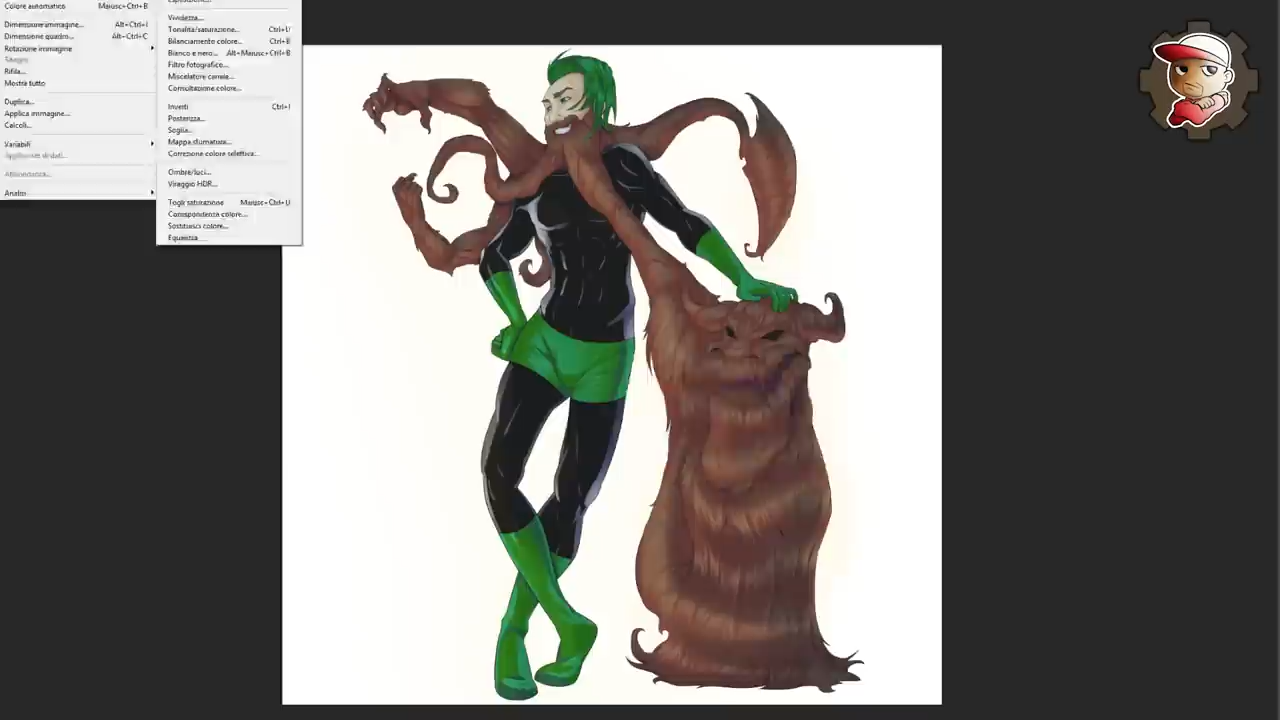 Colore automatico Maiusc+Ctrl+B
Dimensione immagine... Alt+Ctrl+I
Dimensione quadro... Alt+Ctrl+C
Rotazione immagine
Rifila...
Mostra tutto
Duplica...
Applica immagine...
Calcoli...
Variabili
Analisi
Vividezza...
Tonalità/saturazione... Ctrl+U
Bilanciamento colore... Ctrl+B
Bianco e nero... Alt+Maiusc+Ctrl+B
Filtro fotografico...
Miscelatore canale...
Consultazione colore...
Inverti Ctrl+I
Posterizza...
Soglia...
Mappa sfumatura...
Correzione colore selettiva...
Ombre/luci...
Viraggio HDR...
Togli saturazione Maiusc+Ctrl+U
Corrispondenza colore...
Sostituisci colore...
Equalizza